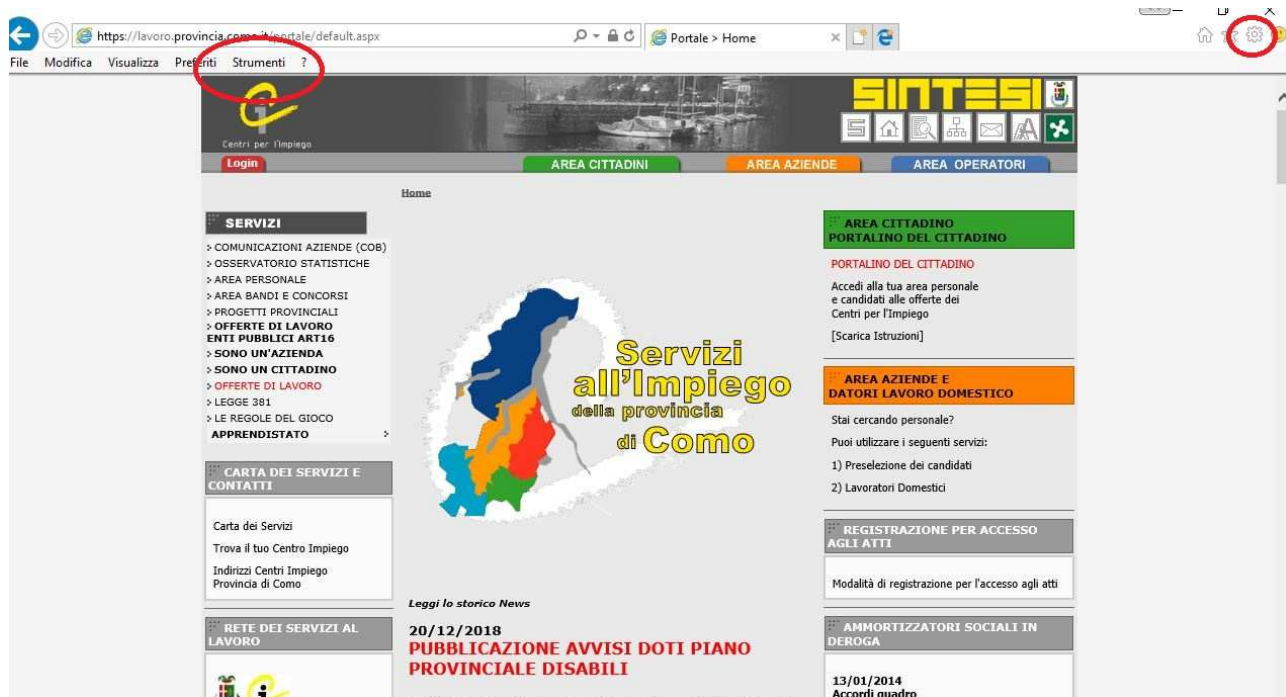 https://lavoro.provincia.como.it/portale/default.aspx
Portale > Home
File Modifica Visualizza Preferiti Strumenti ?
Centri per l'Impiego
SINTESI
Login
AREA CITTADINI
AREA AZIENDE
AREA OPERATORI
Home
SERVIZI
> COMUNICAZIONI AZIENDE (COB)
> OSSERVATORIO STATISTICHE
> AREA PERSONALE
> AREA BANDI E CONCORSI
> PROGETTI PROVINCIALI
> OFFERTE DI LAVORO
ENTI PUBBLICI ART16
> SONO UN'AZIENDA
> SONO UN CITTADINO
> OFFERTE DI LAVORO
> LEGGE 381
> LE REGOLE DEL GIOCO
APPRENDISTATO >
CARTA DEI SERVIZI E
CONTATTI
Carta dei Servizi
Trova il tuo Centro Impiego
Indirizzi Centri Impiego
Provincia di Como
RETE DEI SERVIZI AL
LAVORO
Servizi
all'Impiego
della provincia
di Como
Leggi lo storico News
20/12/2018
PUBBLICAZIONE AVVISI DOTI PIANO
PROVINCIALE DISABILI
AREA CITTADINO
PORTALINO DEL CITTADINO
PORTALINO DEL CITTADINO
Accedi alla tua area personale
e candidati alle offerte dei
Centri per l'Impiego
[Scarica Istruzioni]
AREA AZIENDE E
DATORI LAVORO DOMESTICO
Stai cercando personale?
Puoi utilizzare i seguenti servizi:
1) Preselezione dei candidati
2) Lavoratori Domestici
REGISTRAZIONE PER ACCESSO
AGLI ATTI
Modalità di registrazione per l'accesso agli atti
AMMORTIZZATORI SOCIALI IN
DEROGA
13/01/2014
Accordi quadro